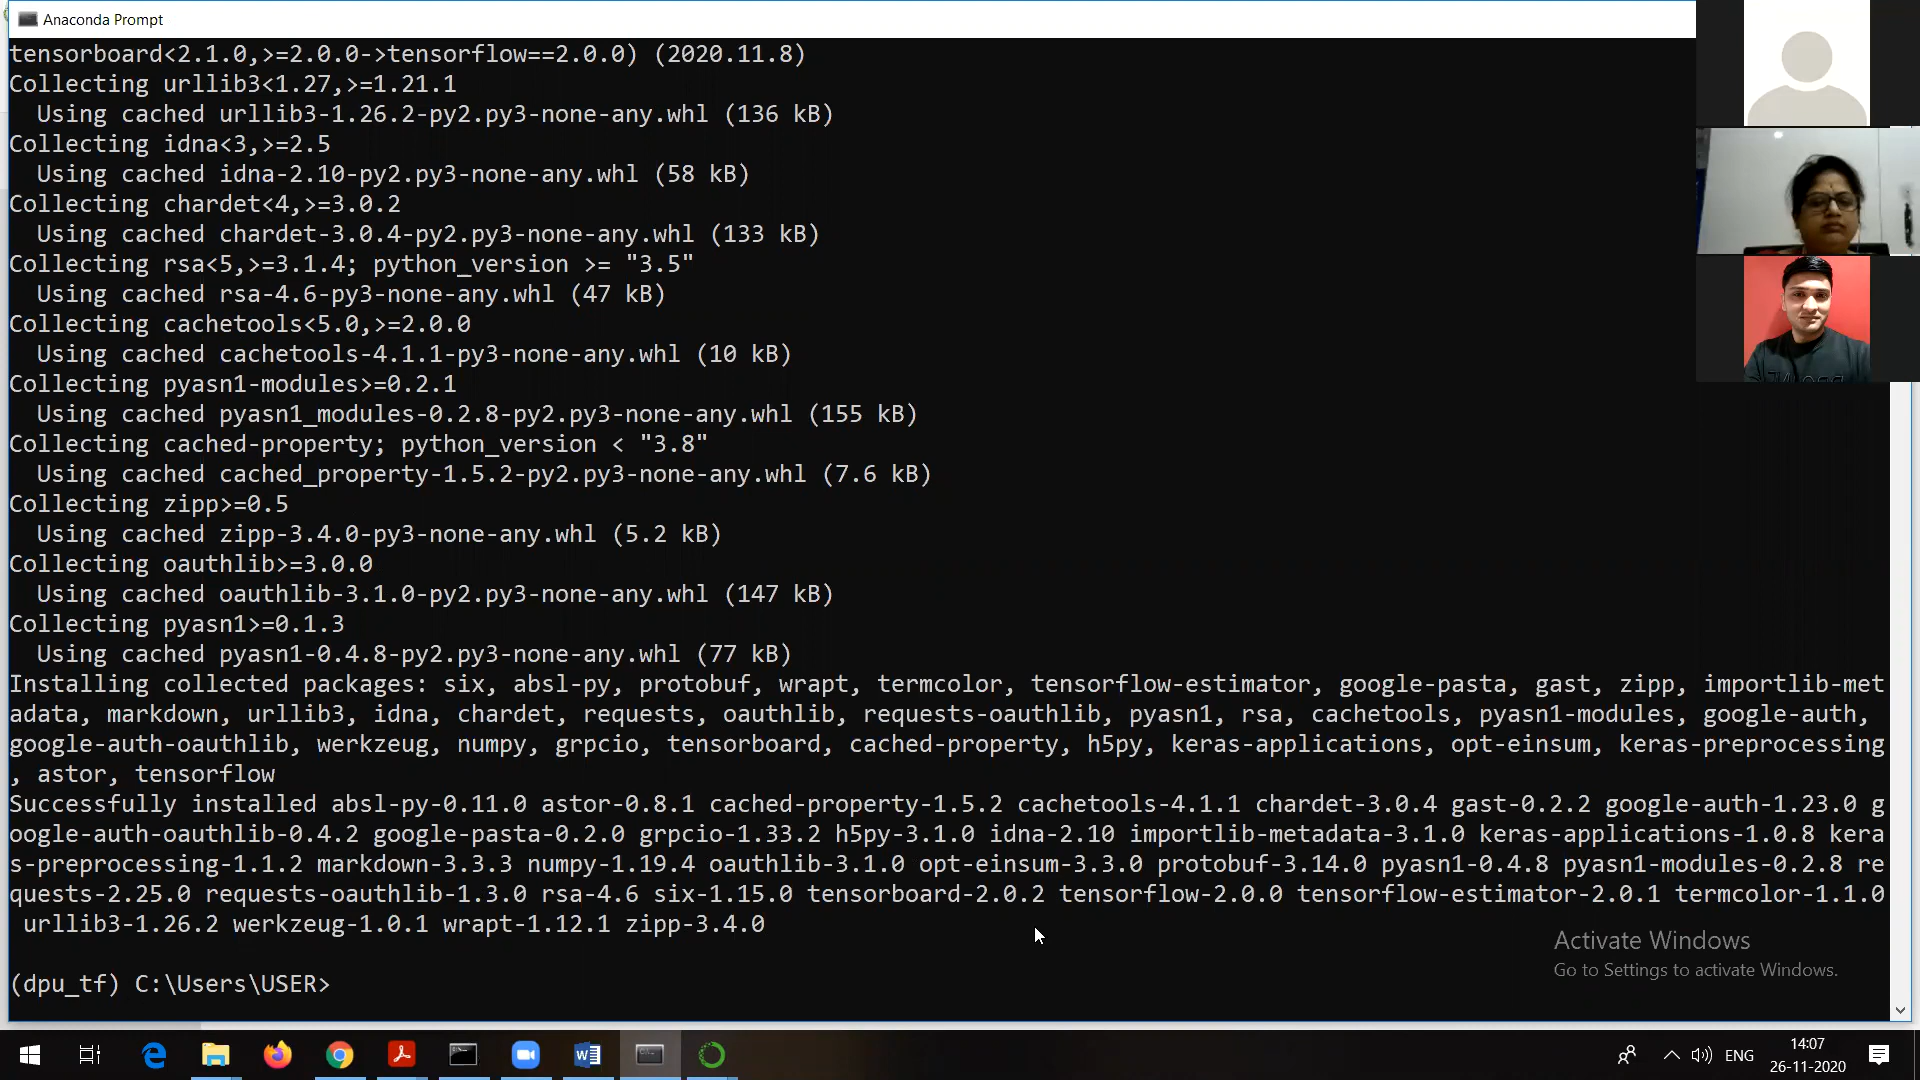 Anaconda Prompt
tensorboard<2.1.0,>=2.0.0->tensorflow==2.0.0) (2020.11.8)
Collecting urllib3<1.27,>=1.21.1
  Using cached urllib3-1.26.2-py2.py3-none-any.whl (136 kB)
Collecting idna<3,>=2.5
  Using cached idna-2.10-py2.py3-none-any.whl (58 kB)
Collecting chardet<4,>=3.0.2
  Using cached chardet-3.0.4-py2.py3-none-any.whl (133 kB)
Collecting rsa<5,>=3.1.4; python_version >= "3.5"
  Using cached rsa-4.6-py3-none-any.whl (47 kB)
Collecting cachetools<5.0,>=2.0.0
  Using cached cachetools-4.1.1-py3-none-any.whl (10 kB)
Collecting pyasn1-modules>=0.2.1
  Using cached pyasn1_modules-0.2.8-py2.py3-none-any.whl (155 kB)
Collecting cached-property; python_version < "3.8"
  Using cached cached_property-1.5.2-py2.py3-none-any.whl (7.6 kB)
Collecting zipp>=0.5
  Using cached zipp-3.4.0-py3-none-any.whl (5.2 kB)
Collecting oauthlib>=3.0.0
  Using cached oauthlib-3.1.0-py2.py3-none-any.whl (147 kB)
Collecting pyasn1>=0.1.3
  Using cached pyasn1-0.4.8-py2.py3-none-any.whl (77 kB)
Installing collected packages: six, absl-py, protobuf, wrapt, termcolor, tensorflow-estimator, google-pasta, gast, zipp, importlib-met
adata, markdown, urllib3, idna, chardet, requests, oauthlib, requests-oauthlib, pyasn1, rsa, cachetools, pyasn1-modules, google-auth,
google-auth-oauthlib, werkzeug, numpy, grpcio, tensorboard, cached-property, h5py, keras-applications, opt-einsum, keras-preprocessing
, astor, tensorflow
Successfully installed absl-py-0.11.0 astor-0.8.1 cached-property-1.5.2 cachetools-4.1.1 chardet-3.0.4 gast-0.2.2 google-auth-1.23.0 g
oogle-auth-oauthlib-0.4.2 google-pasta-0.2.0 grpcio-1.33.2 h5py-3.1.0 idna-2.10 importlib-metadata-3.1.0 keras-applications-1.0.8 kera
s-preprocessing-1.1.2 markdown-3.3.3 numpy-1.19.4 oauthlib-3.1.0 opt-einsum-3.3.0 protobuf-3.14.0 pyasn1-0.4.8 pyasn1-modules-0.2.8 re
quests-2.25.0 requests-oauthlib-1.3.0 rsa-4.6 six-1.15.0 tensorboard-2.0.2 tensorflow-2.0.0 tensorflow-estimator-2.0.1 termcolor-1.1.0
 urllib3-1.26.2 werkzeug-1.0.1 wrapt-1.12.1 zipp-3.4.0
Activate Windows
Go to Settings to activate Windows.
(dpu_tf) C:\Users\USER>
ENG
14:07
26-11-2020